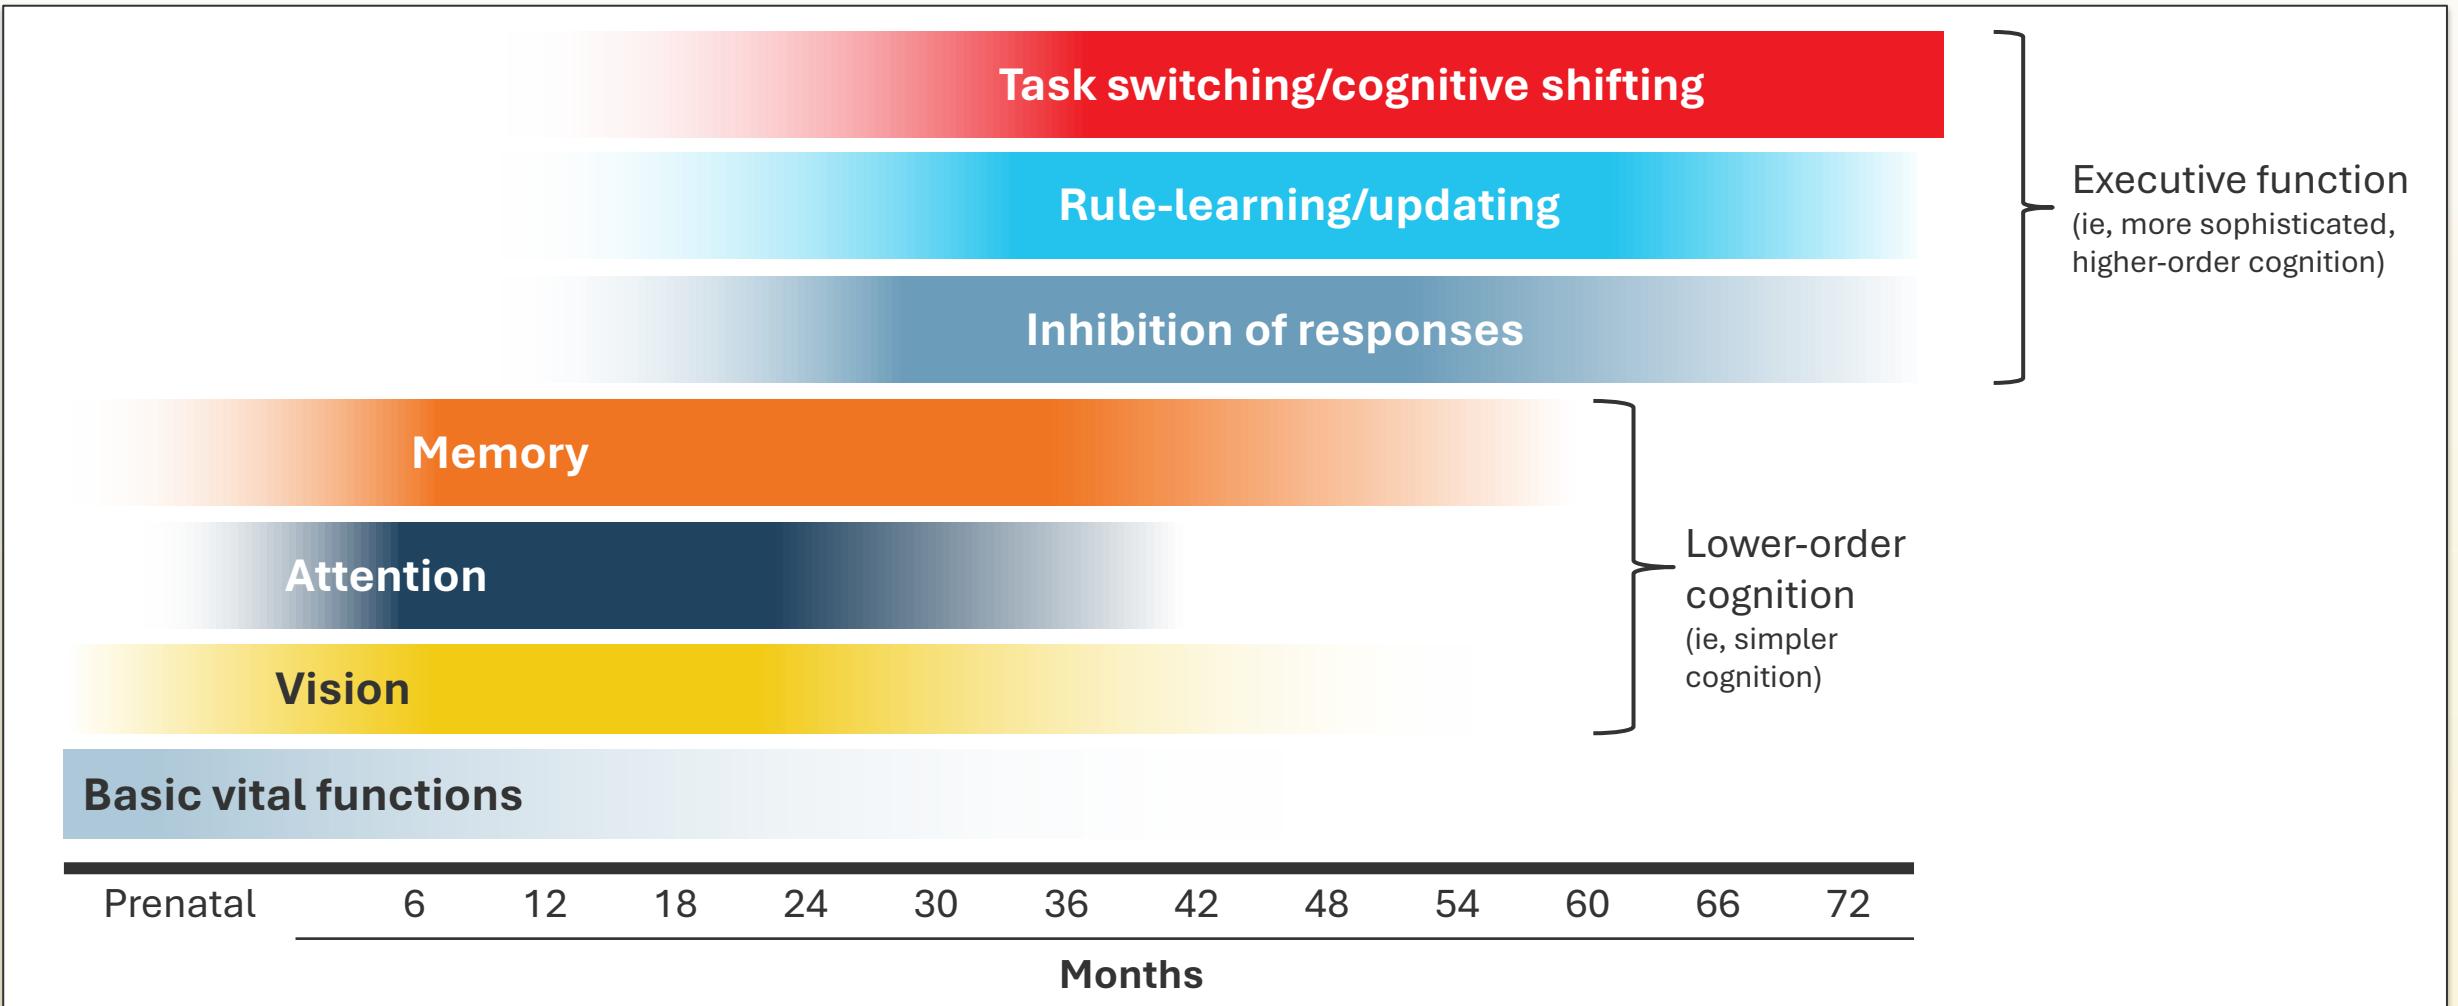 Task switching/cognitive shifting
Rule-learning/updating
Inhibition of responses
Executive function
(ie, more sophisticated,
higher-order cognition)
Memory
Attention
Vision
Lower-order
cognition
(ie, simpler
cognition)
Basic vital functions
Prenatal 6 12 18 24 30 36 42 48 54 60 66 72
Months